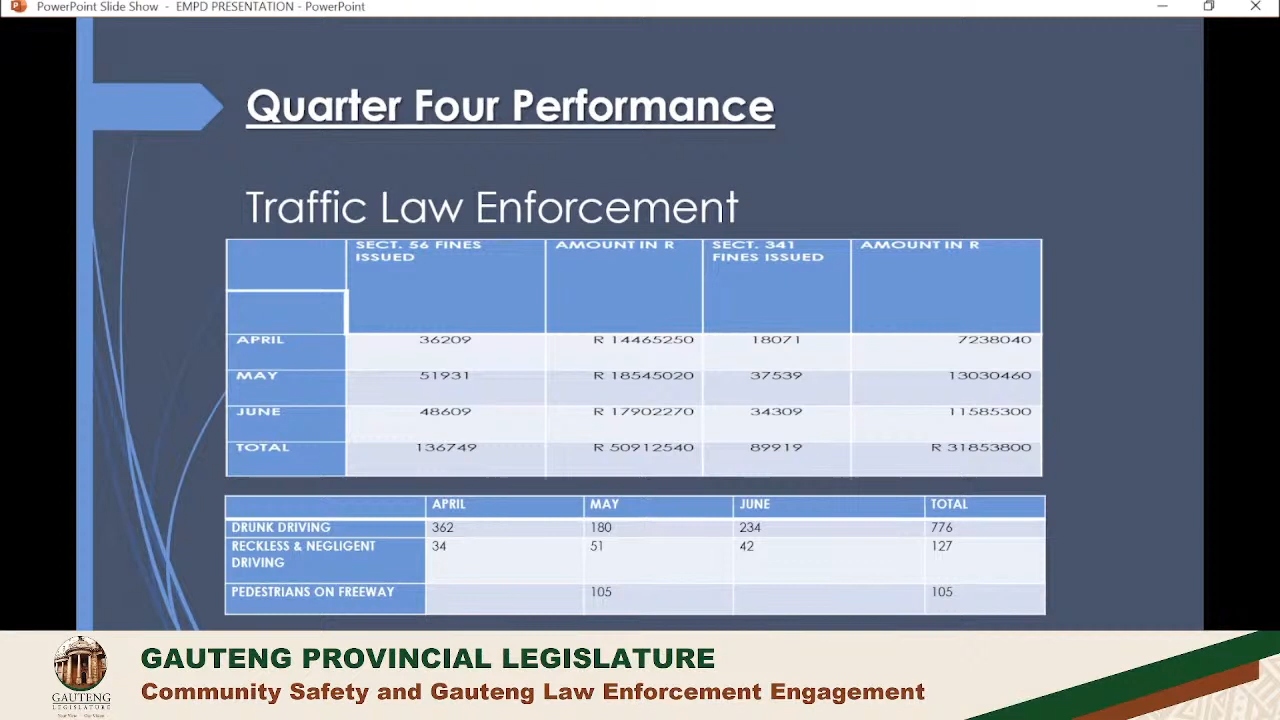 PowerPoint Slide Show - EMPD PRESENTATION - PowerPoint
Quarter Four Performance
Traffic Law Enforcement
SECT. 56 FINES ISSUED AMOUNT IN R SECT. 341 FINES ISSUED AMOUNT IN R
APRIL 36209 R 14465250 18071 7238040
MAY 51931 R 18545020 37539 13030460
JUNE 48609 R 17902270 34309 11585300
TOTAL 136749 R 50912540 89919 R 31853800
APRIL MAY JUNE TOTAL
DRUNK DRIVING 362 180 234 776
RECKLESS & NEGLIGENT DRIVING 34 51 42 127
PEDESTRIANS ON FREEWAY 105 105
GAUTENG PROVINCIAL LEGISLATURE
Community Safety and Gauteng Law Enforcement Engagement
GAUTENG
LEGISLATURE